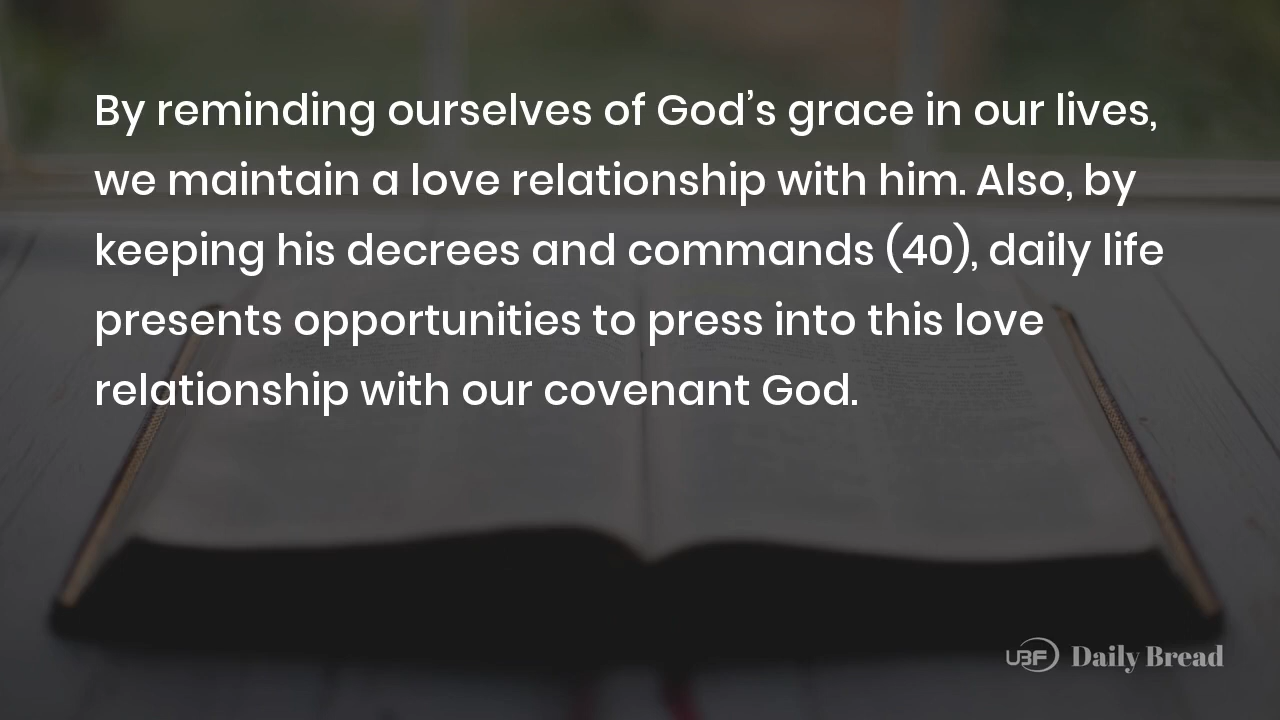 By reminding ourselves of God’s grace in our lives,
we maintain a love relationship with him. Also, by
keeping his decrees and commands (40), daily life
presents opportunities to press into this love
relationship with our covenant God.
UBF Daily Bread